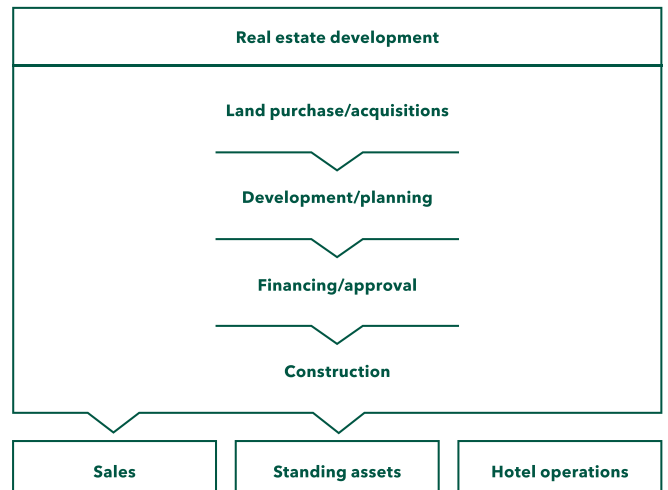 Real estate development
Land purchase/acquisitions
Development/planning
Financing/approval
Construction
Sales
Standing assets
Hotel operations